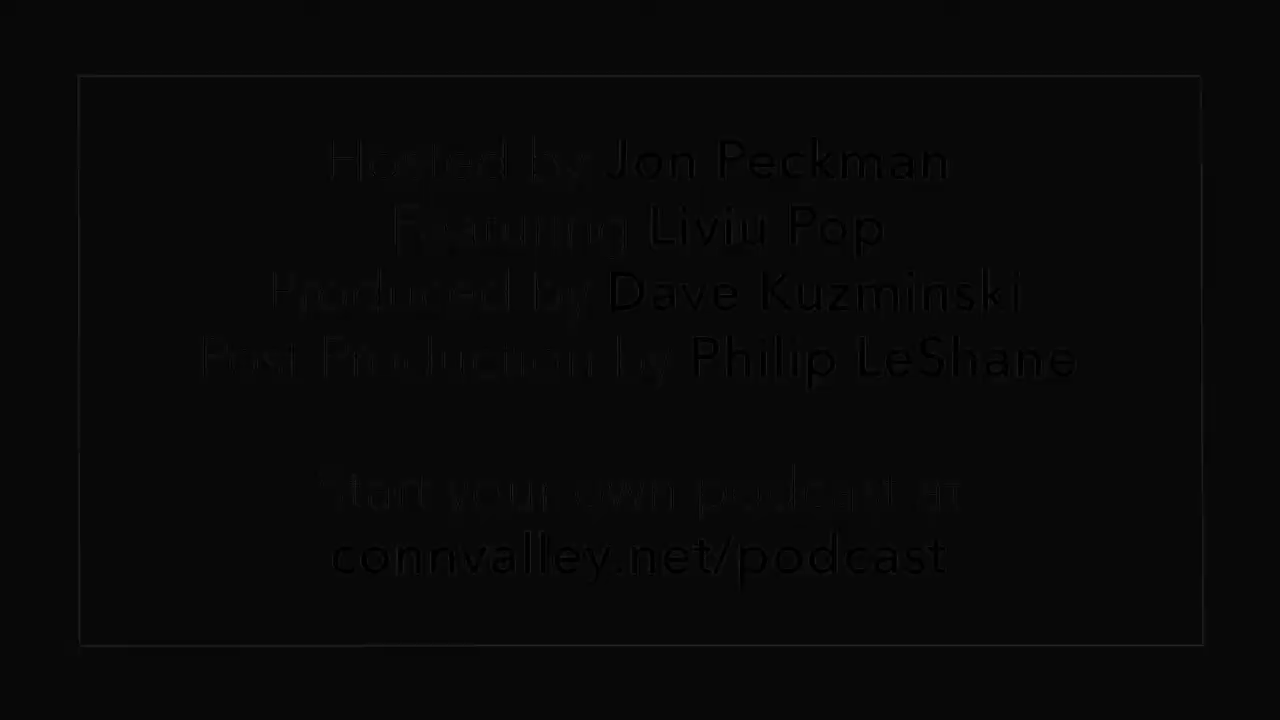 Hosted by Jon Peckman
Featuring Liviu Pop
Produced by Dave Kuzminski
Post Production by Philip LeShane
Start your own podcast at
connvalley.net/podcast